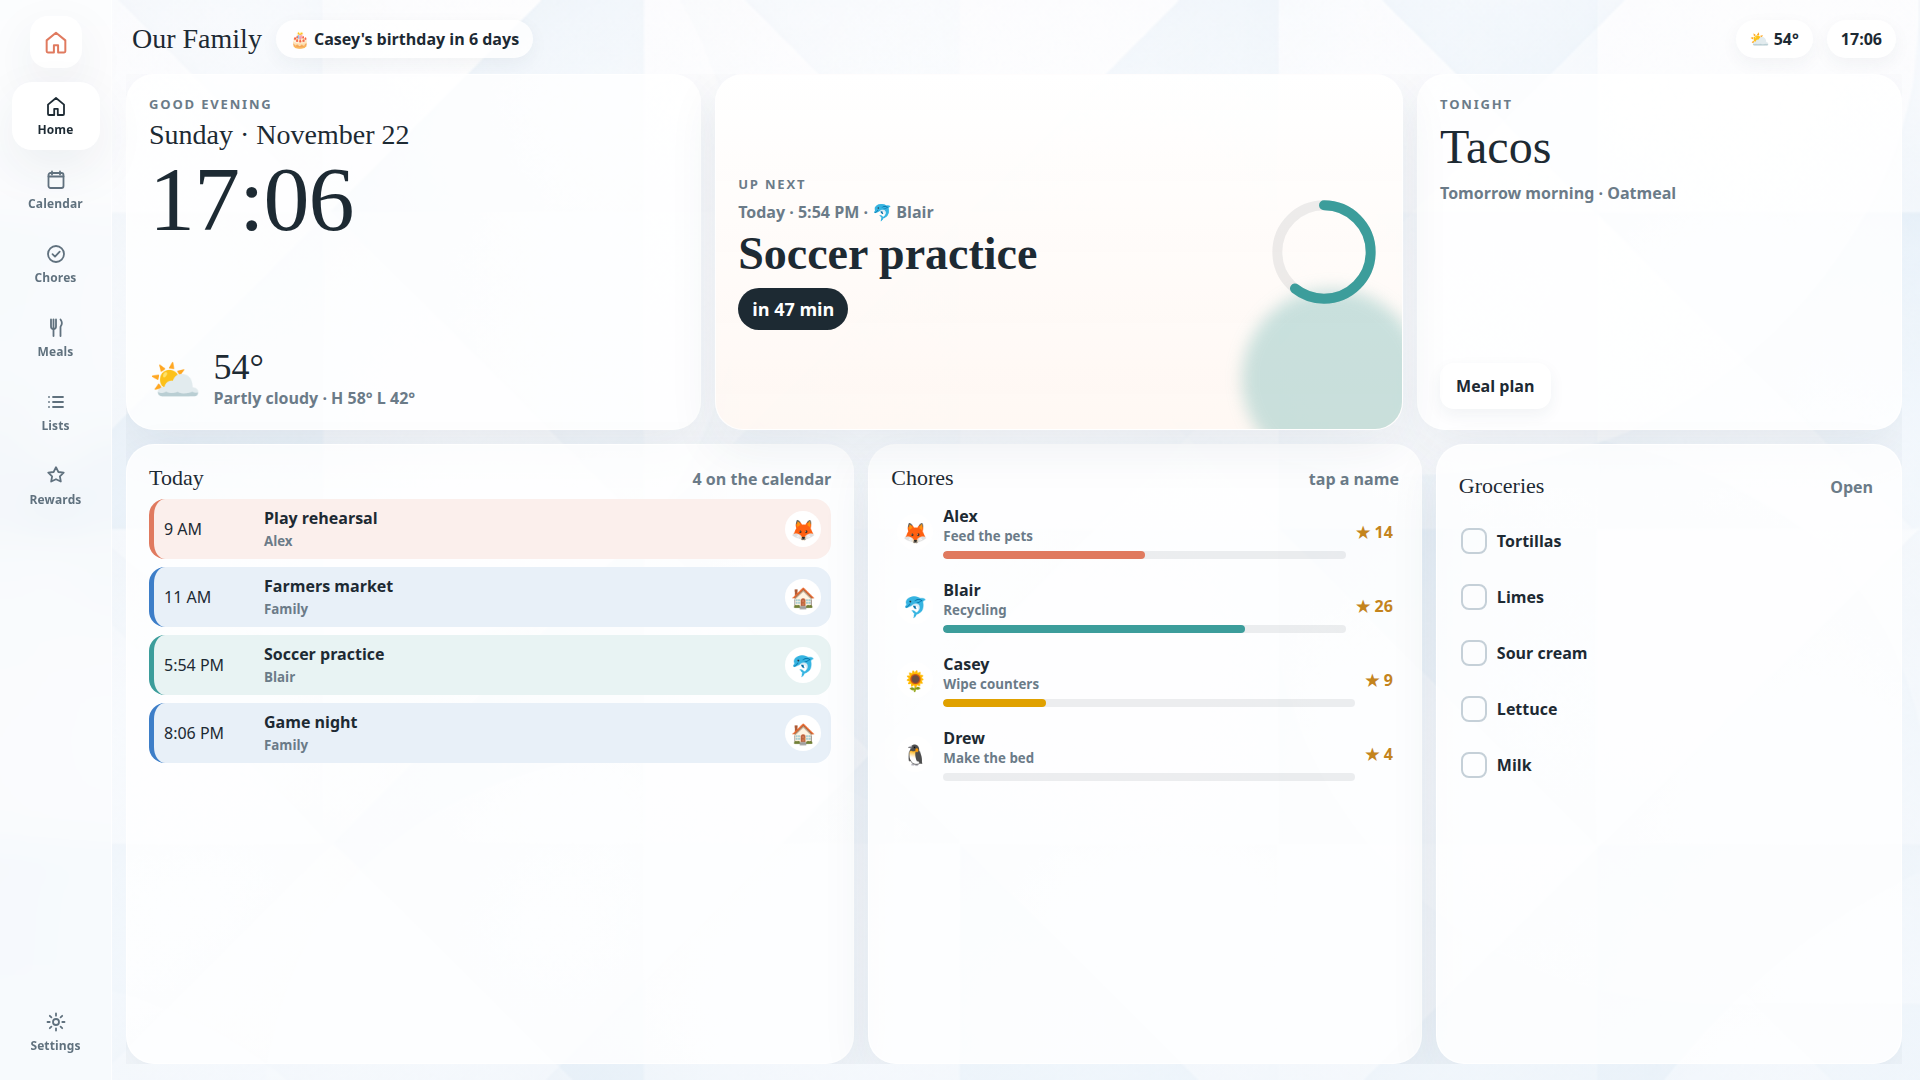 Our Family
🎂 Casey's birthday in 6 days
⛅ 54°
17:06
Home
Calendar
Chores
Meals
Lists
Rewards
Settings
GOOD EVENING
Sunday · November 22
17:06
54°
Partly cloudy · H 58° L 42°
UP NEXT
Today · 5:54 PM · 🐬 Blair
Soccer practice
in 47 min
TONIGHT
Tacos
Tomorrow morning · Oatmeal
Meal plan
Today
4 on the calendar
9 AM
Play rehearsal
Alex
11 AM
Farmers market
Family
5:54 PM
Soccer practice
Blair
8:06 PM
Game night
Family
Chores
tap a name
Alex
Feed the pets
★ 14
Blair
Recycling
★ 26
Casey
Wipe counters
★ 9
Drew
Make the bed
★ 4
Groceries
Open
Tortillas
Limes
Sour cream
Lettuce
Milk